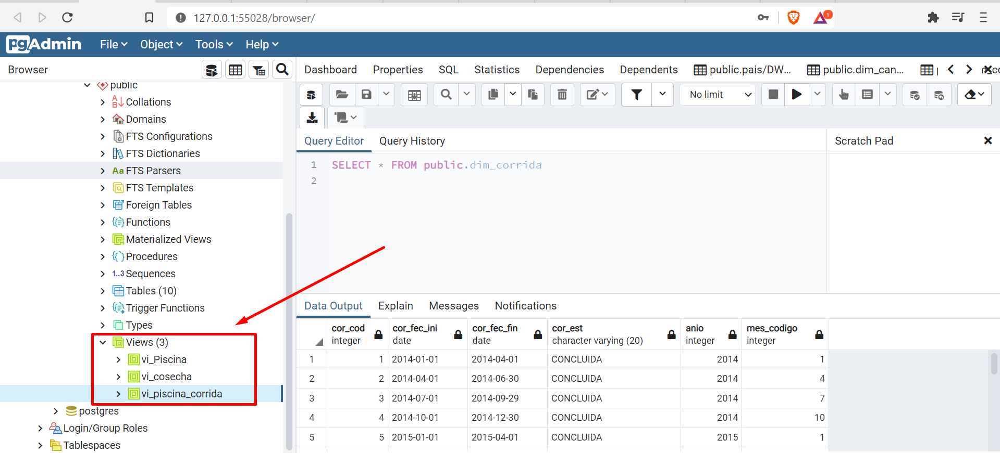 127.0.0.1:55028/browser/
1
pgAdmin File Object Tools Help
Browser
Dashboard Properties SQL Statistics Dependencies Dependents public.pais/DW... public.dim_can...
public
Collations
Domains
FTS Configurations
FTS Dictionaries
Aa FTS Parsers
FTS Templates
Foreign Tables
Functions
Materialized Views
Procedures
1..3 Sequences
Tables (10)
Trigger Functions
Types
Views (3)
vi_Piscina
vi_cosecha
vi_piscina_corrida
postgres
Login/Group Roles
Tablespaces
No limit
Query Editor Query History
Scratch Pad
1 SELECT * FROM public.dim_corrida
2
Data Output Explain Messages Notifications
cor_cod cor_fec_ini cor_fec_fin cor_est anio mes_codigo
integer date date character varying (20) integer integer
1 1 2014-01-01 2014-04-01 CONCLUIDA 2014 1
2 2 2014-04-01 2014-06-30 CONCLUIDA 2014 4
3 3 2014-07-01 2014-09-29 CONCLUIDA 2014 7
4 4 2014-10-01 2014-12-30 CONCLUIDA 2014 10
5 5 2015-01-01 2015-04-01 CONCLUIDA 2015 1